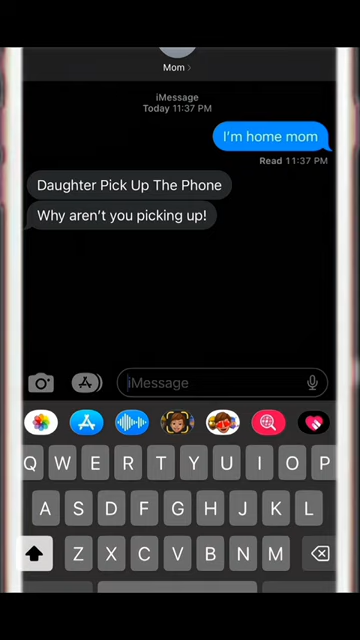 Mom
iMessage
Today 11:37 PM
I'm home mom
Read 11:37 PM
Daughter Pick Up The Phone
Why aren't you picking up!
iMessage
Q W E R T Y U I O P
A S D F G H J K L
Z X C V B N M